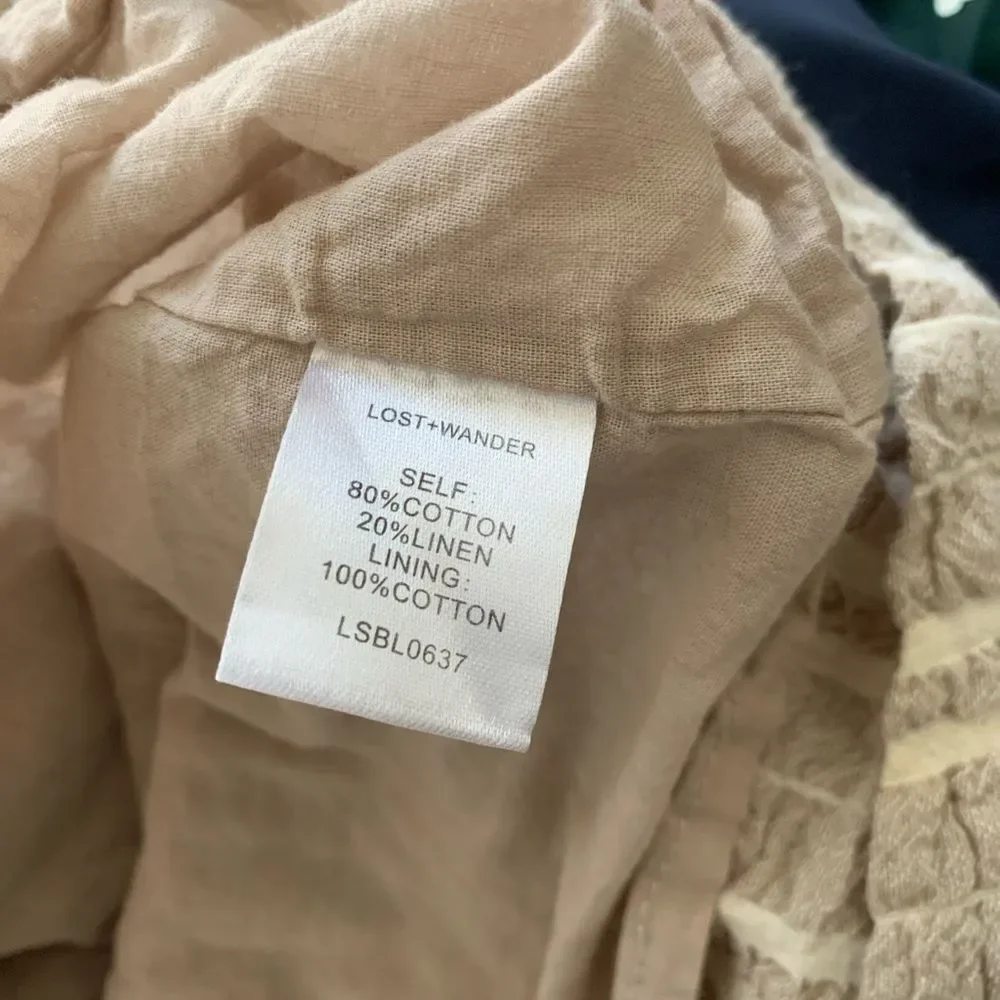 LOST+WANDER
SELF:
80%COTTON
20%LINEN
LINING:
100%COTTON
LSBL0637